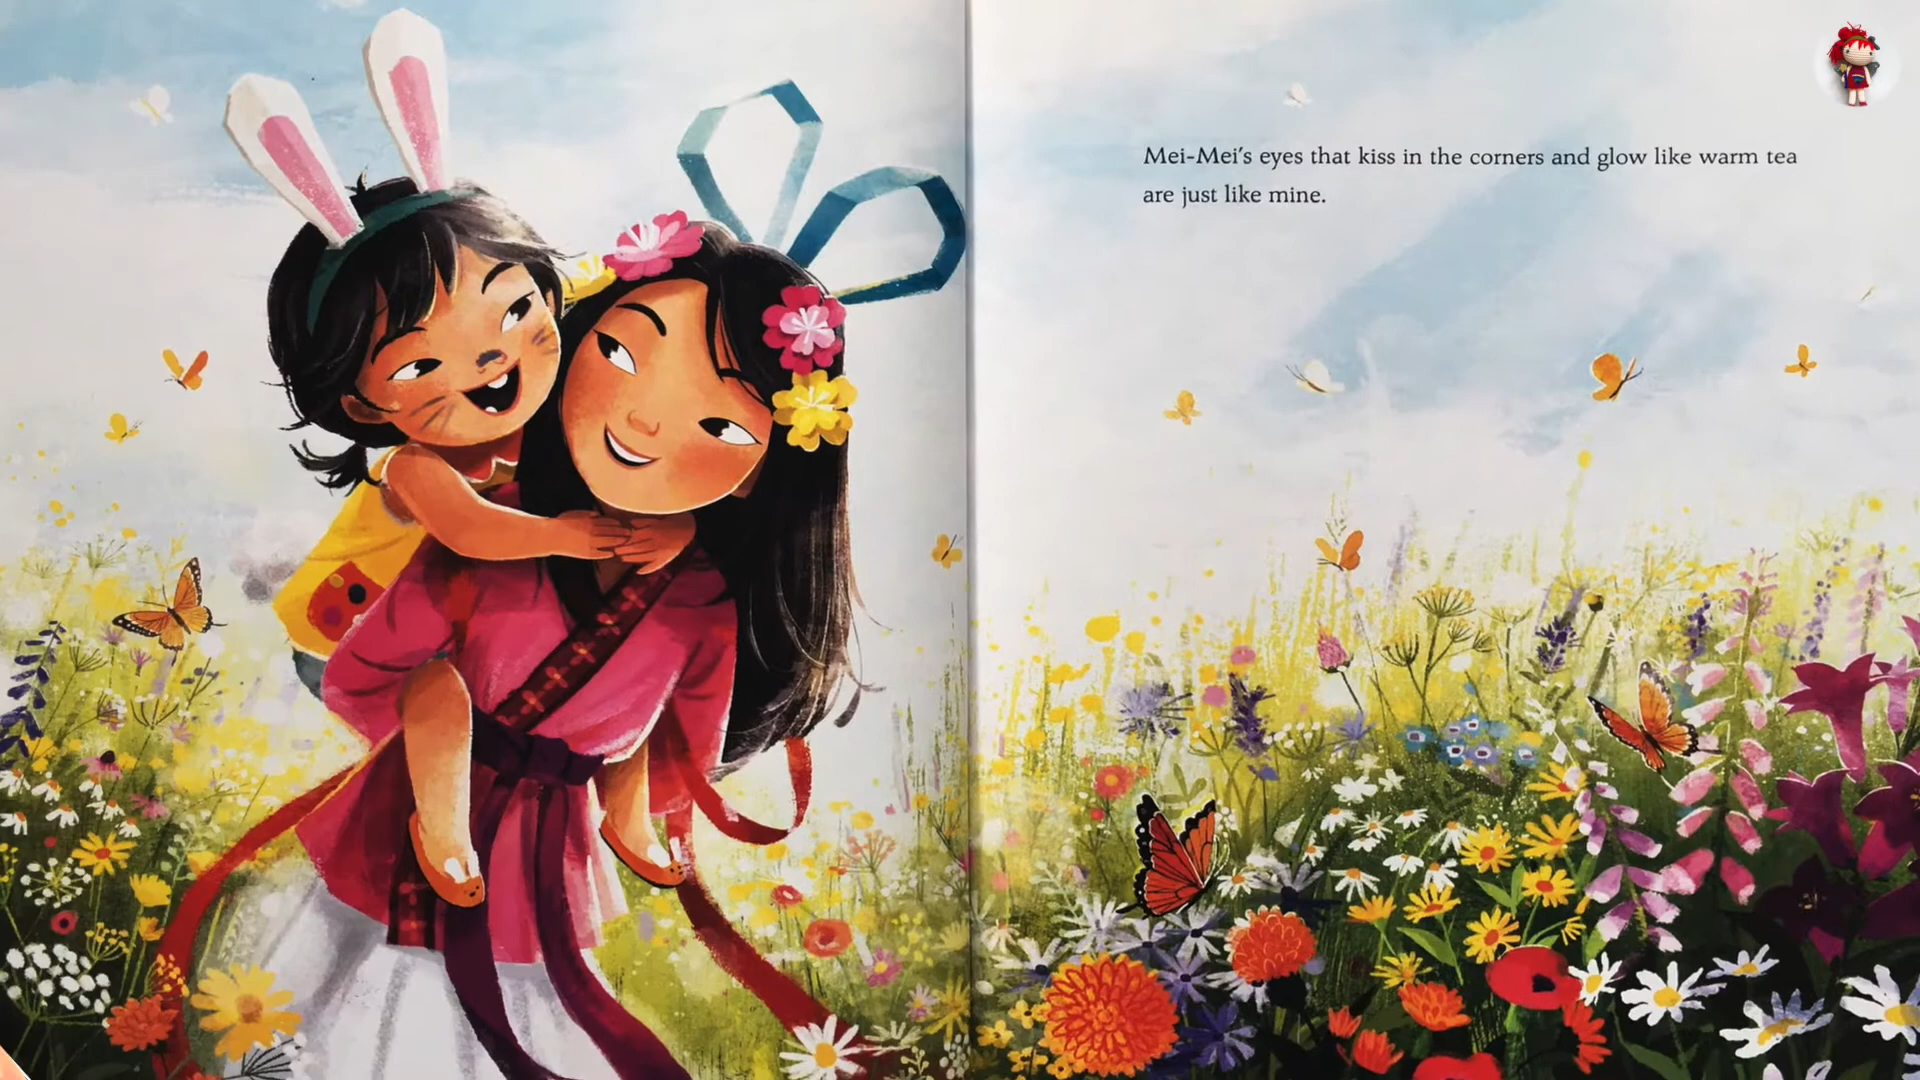 Mei-Mei's eyes that kiss in the corners and glow like warm tea
are just like mine.